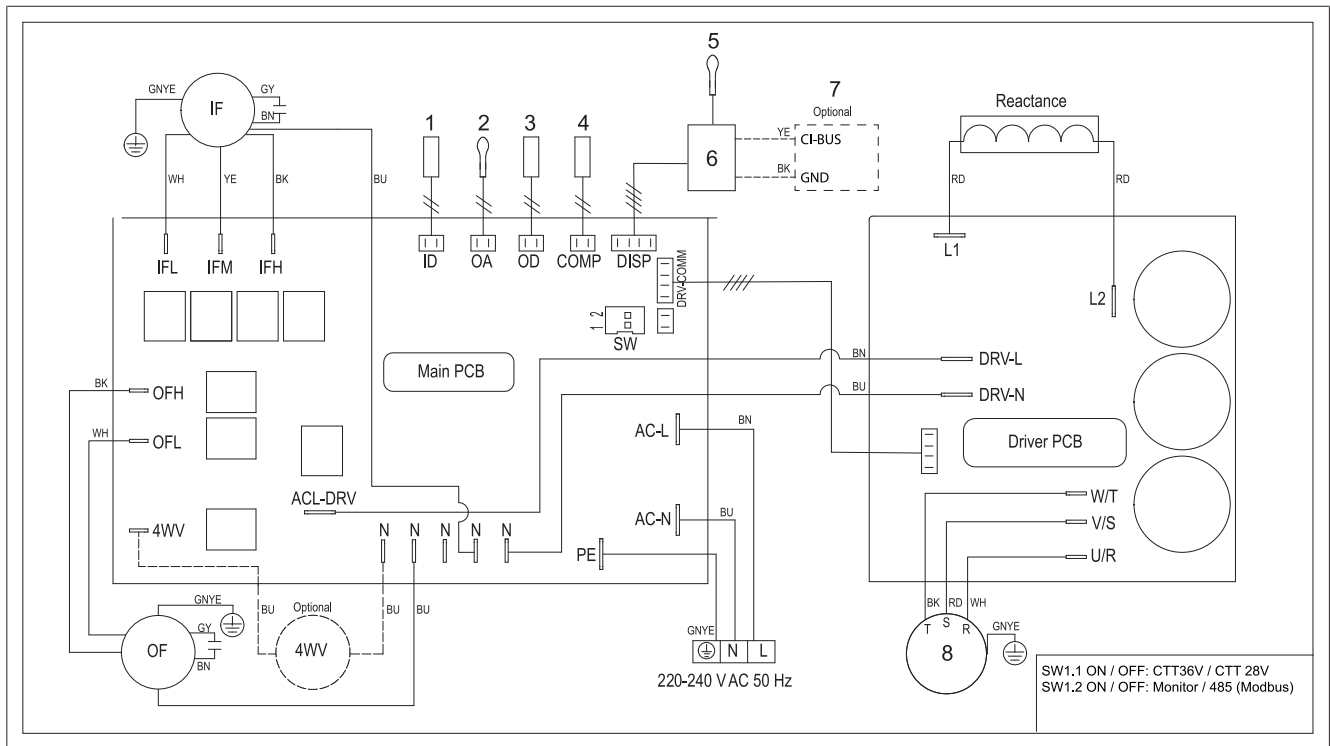 5
7
Optional
CI-BUS
GND
YE
BK
6
Reactance
RD
RD
GNYE
IF
GY
BN
1
2
3
4
WH
YE
BK
BU
IFL
IFM
IFH
ID
OA
OD
COMP
DISP
DRV-COMM
1 2
SW
L1
L2
Main PCB
BN
DRV-L
BU
DRV-N
Driver PCB
BK
OFH
WH
OFL
AC-L
BN
ACL-DRV
AC-N
BU
4WV
N
N
N
N
N
PE
W/T
V/S
U/R
GNYE
GY
BN
OF
BU
Optional
4WV
BU
BU
GNYE
N
L
220-240 V AC 50 Hz
BK
RD
WH
T
S
R
GNYE
8
SW1.1 ON / OFF: CTT36V / CTT 28V
SW1.2 ON / OFF: Monitor / 485 (Modbus)